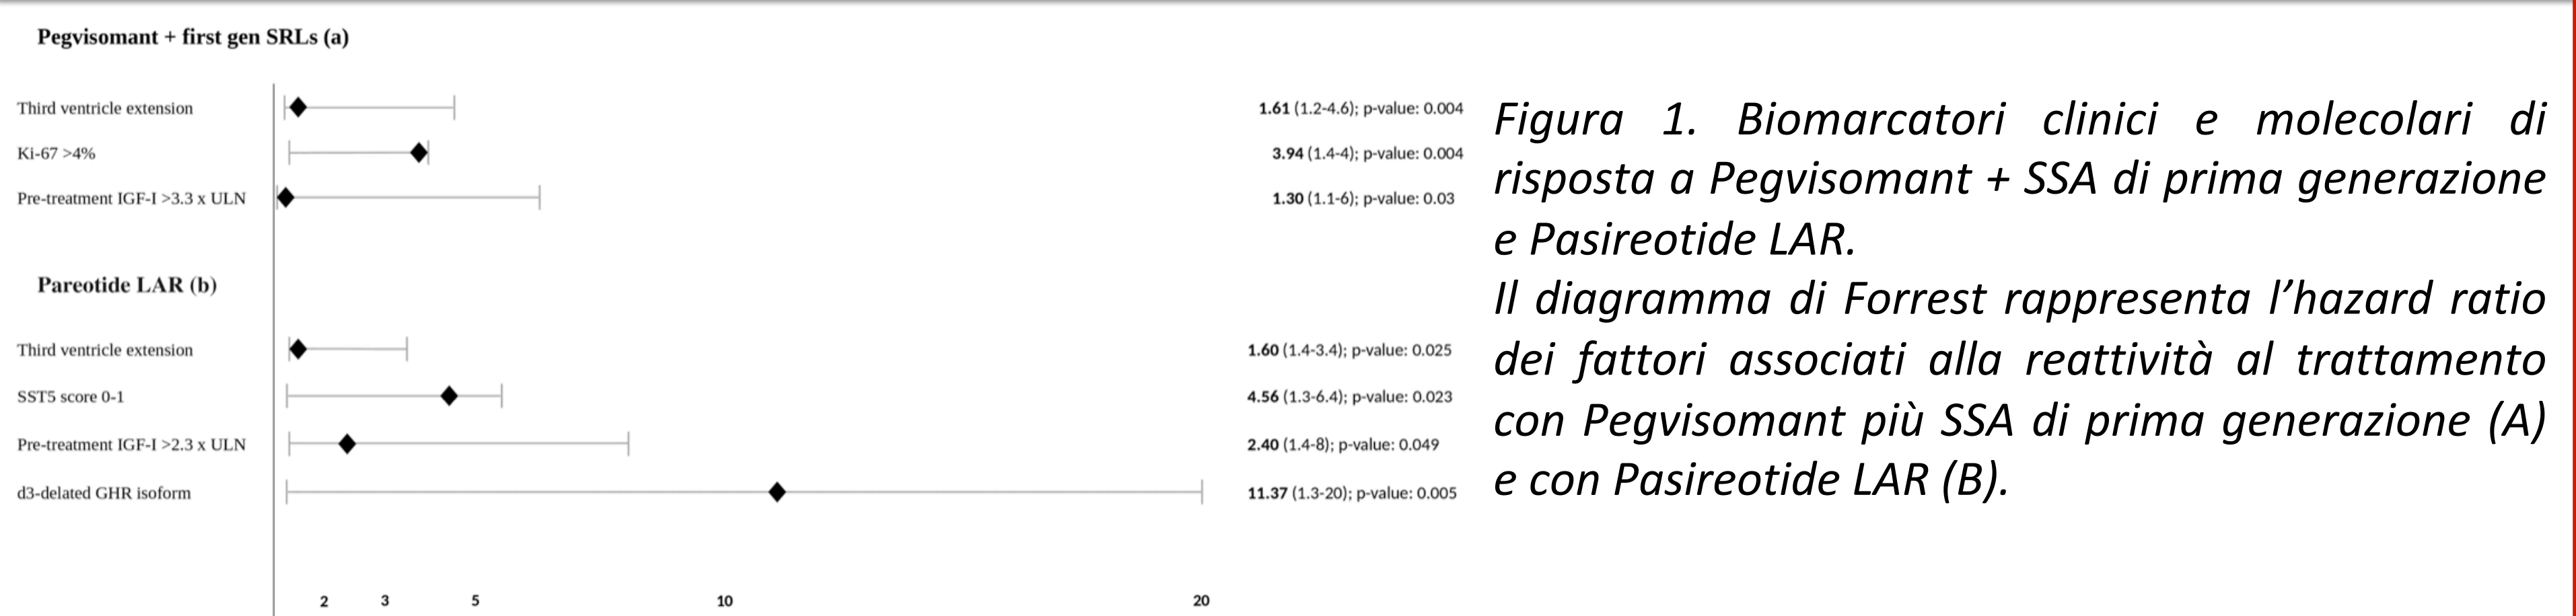 Pegvisomant + first gen SRLs (a)
Third ventricle extension
1.61 (1.2-4.6); p-value: 0.004
Ki-67 >4%
3.94 (1.4-4); p-value: 0.004
Pre-treatment IGF-I >3.3 x ULN
1.30 (1.1-6); p-value: 0.03
Pareotide LAR (b)
Third ventricle extension
1.60 (1.4-3.4); p-value: 0.025
SST5 score 0-1
4.56 (1.3-6.4); p-value: 0.023
Pre-treatment IGF-I >2.3 x ULN
2.40 (1.4-8); p-value: 0.049
d3-delated GHR isoform
11.37 (1.3-20); p-value: 0.005
2 3 5 10 20
Figura 1. Biomarcatori clinici e molecolari di
risposta a Pegvisomant + SSA di prima generazione
e Pasireotide LAR.
Il diagramma di Forrest rappresenta l’hazard ratio
dei fattori associati alla reattività al trattamento
con Pegvisomant più SSA di prima generazione (A)
e con Pasireotide LAR (B).